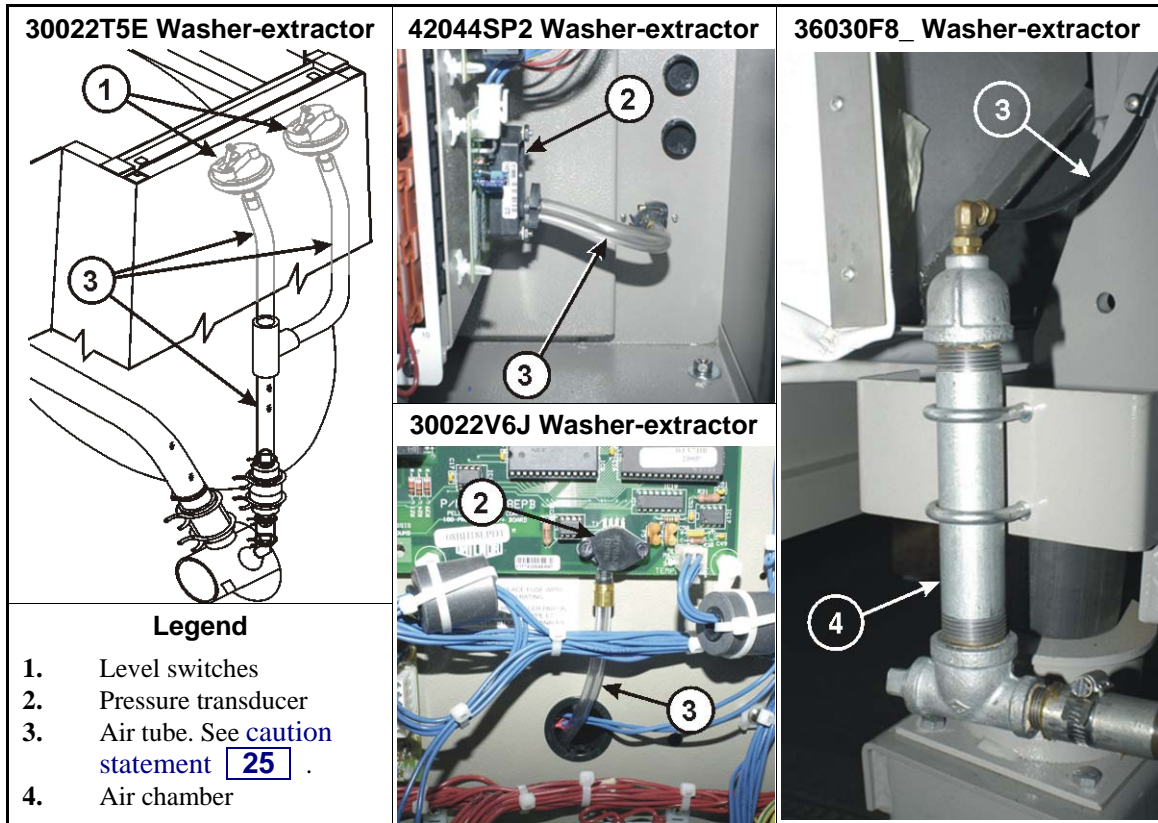 30022T5E Washer-extractor
1
3
Legend
1. Level switches
2. Pressure transducer
3. Air tube. See caution
statement 25 .
4. Air chamber
42044SP2 Washer-extractor
2
3
30022V6J Washer-extractor
2
3
36030F8_ Washer-extractor
3
4